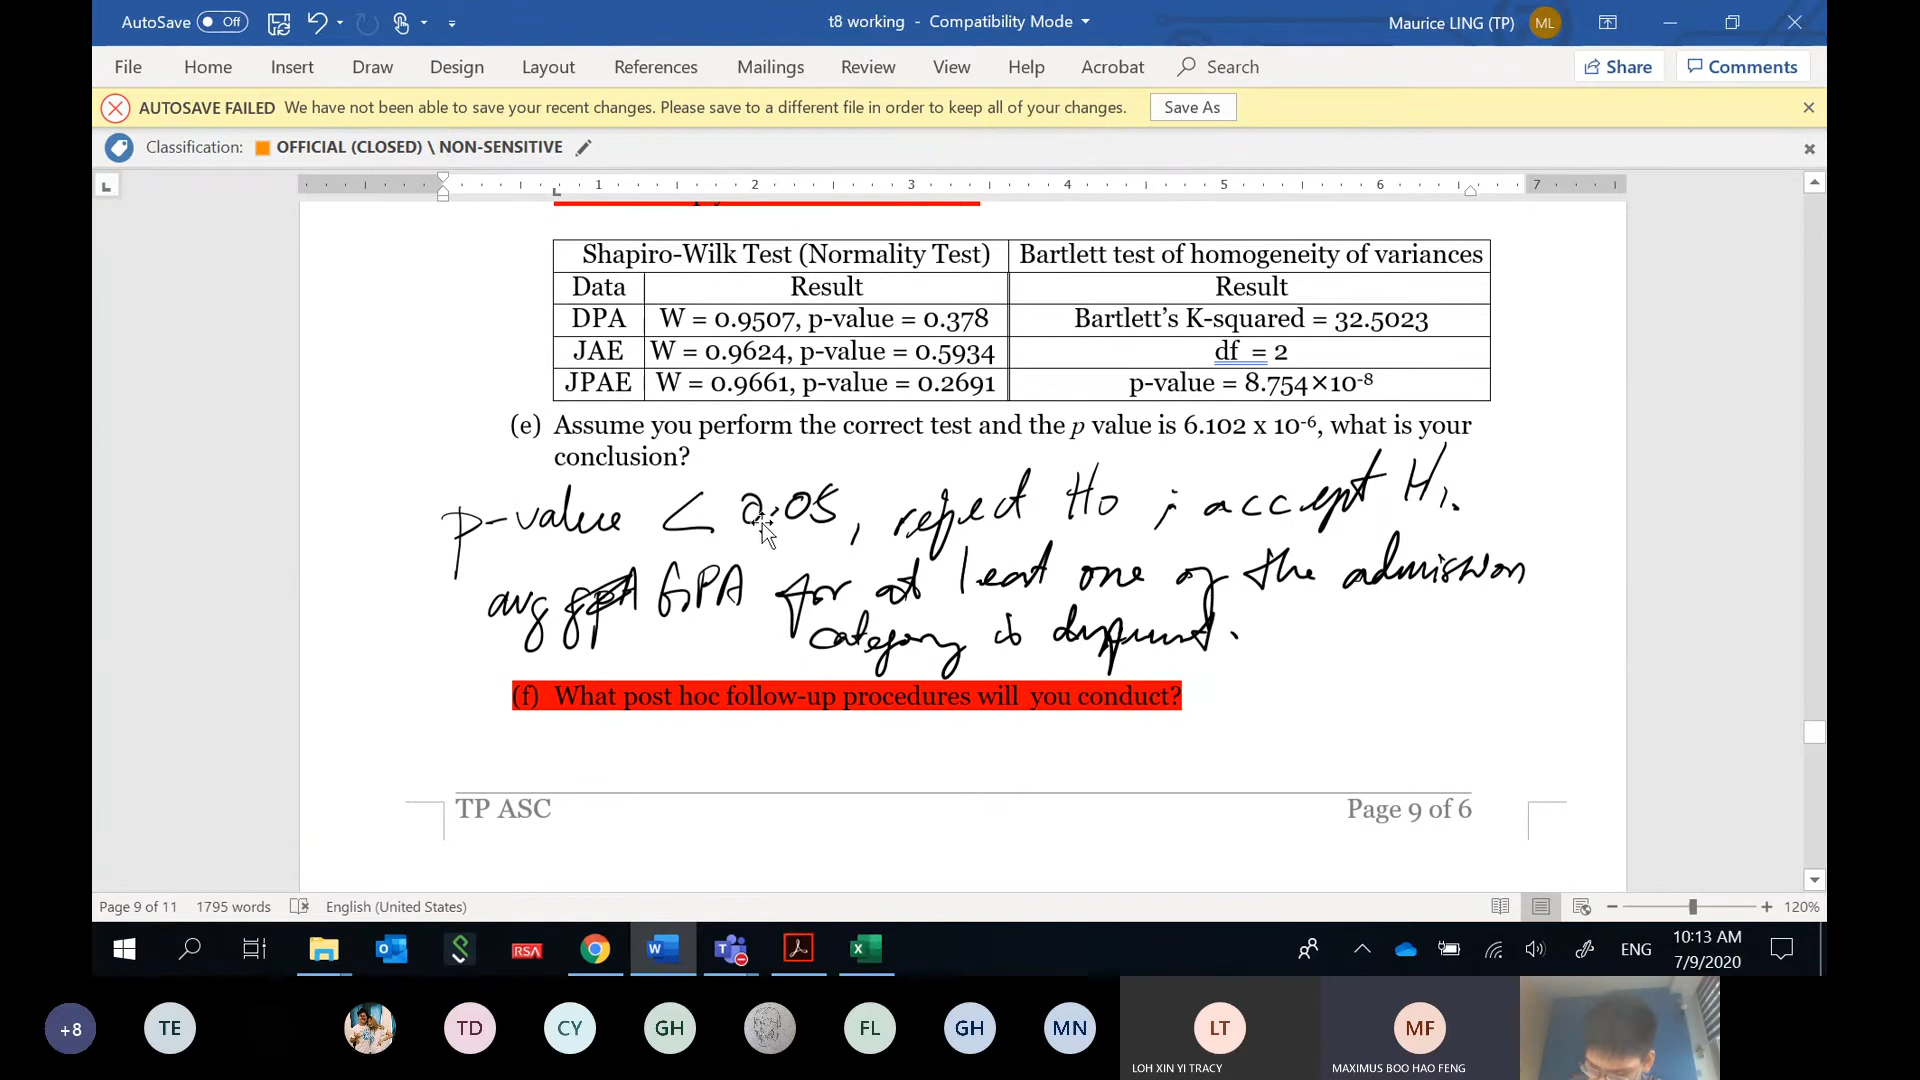 AutoSave Off
t8 working - Compatibility Mode
Maurice LING (TP) ML
File Home Insert Draw Design Layout References Mailings Review View Help Acrobat Search Share Comments
AUTOSAVE FAILED We have not been able to save your recent changes. Please save to a different file in order to keep all of your changes. Save As
Classification: OFFICIAL (CLOSED) \ NON-SENSITIVE
1 2 3 4 5 6 7
Shapiro-Wilk Test (Normality Test) Bartlett test of homogeneity of variances
Data Result Result
DPA W = 0.9507, p-value = 0.378 Bartlett’s K-squared = 32.5023
JAE W = 0.9624, p-value = 0.5934 df = 2
JPAE W = 0.9661, p-value = 0.2691 p-value = 8.754×10-8
(e) Assume you perform the correct test and the p value is 6.102 x 10-6, what is your
conclusion?
p-value < 0.05, reject H0 ; accept H1.
avg GPA for at least one of the admission
category is different.
(f) What post hoc follow-up procedures will you conduct?
TP ASC Page 9 of 6
Page 9 of 11 1795 words English (United States) 120%
RSA ENG 10:13 AM
7/9/2020
+8 TE TD CY GH FL GH MN LT MF
LOH XIN YI TRACY MAXIMUS BOO HAO FENG